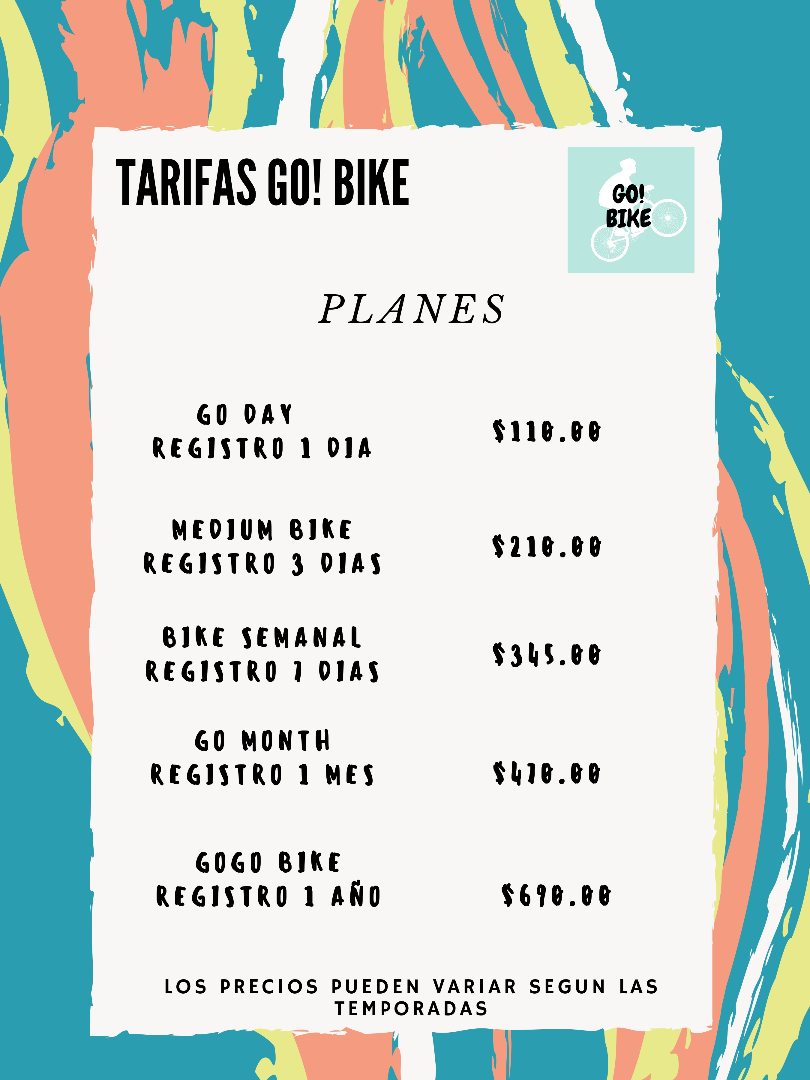 TARIFAS GO! BIKE
GO!
BIKE
PLANES
GO DAY
REGISTRO 1 DIA
$110.00
MEDIUM BIKE
REGISTRO 3 DIAS
$210.00
BIKE SEMANAL
REGISTRO 7 DIAS
$345.00
GO MONTH
REGISTRO 1 MES
$470.00
GOGO BIKE
REGISTRO 1 AÑO
$690.00
LOS PRECIOS PUEDEN VARIAR SEGUN LAS
TEMPORADAS